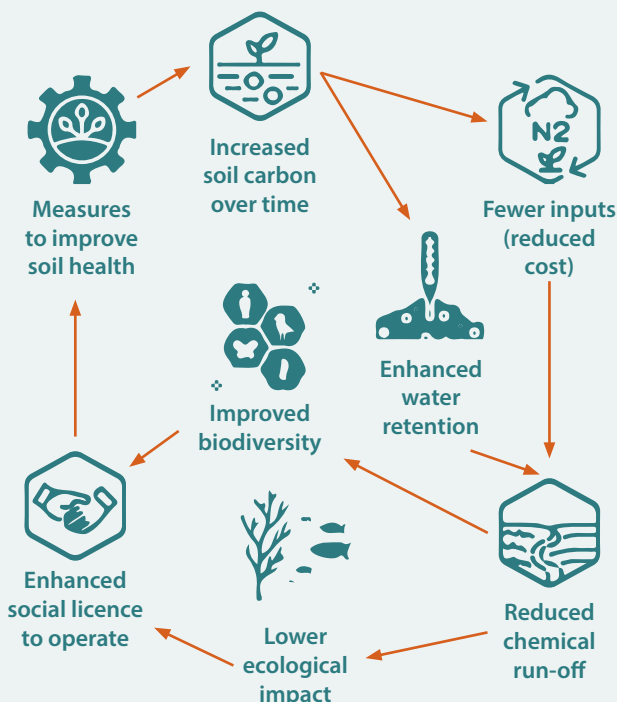 Increased
soil carbon
over time
N2
Measures
to improve
soil health
Fewer inputs
(reduced
cost)
Enhanced
water
retention
Improved
biodiversity
Enhanced
social licence
to operate
Lower
ecological
impact
Reduced
chemical
run-off